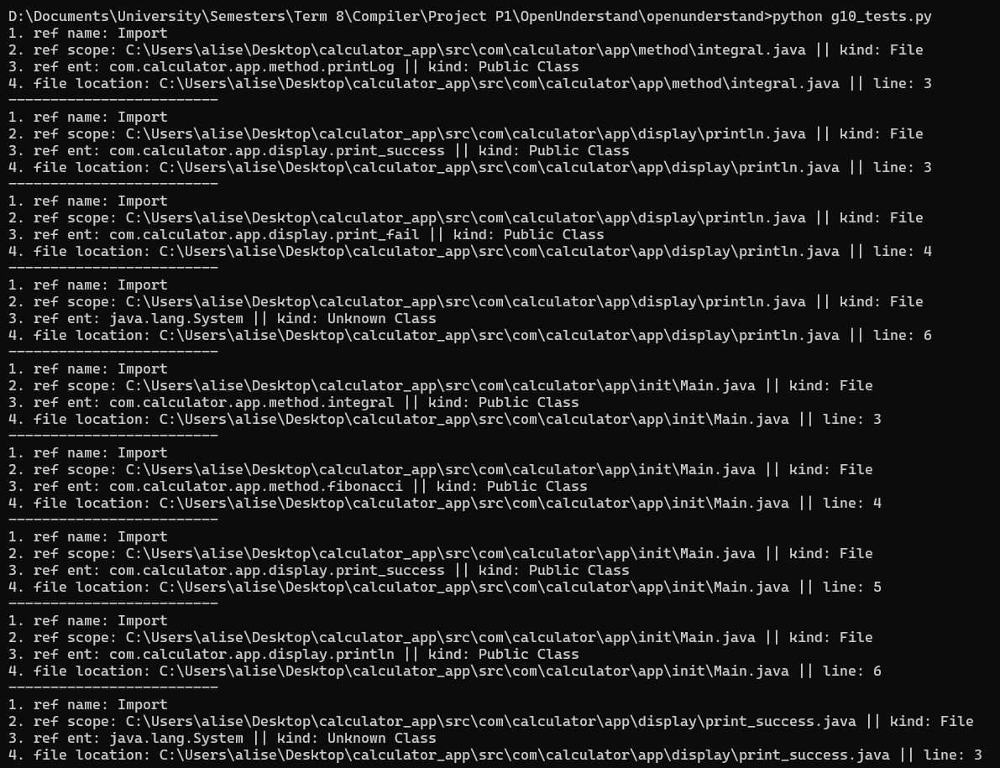 D:\Documents\University\Semesters\Term 8\Compiler\Project P1\OpenUnderstand\openunderstand>python g10_tests.py
1. ref name: Import
2. ref scope: C:\Users\alise\Desktop\calculator_app\src\com\calculator\app\method\integral.java || kind: File
3. ref ent: com.calculator.app.method.printLog || kind: Public Class
4. file location: C:\Users\alise\Desktop\calculator_app\src\com\calculator\app\method\integral.java || line: 3
-------------------------
1. ref name: Import
2. ref scope: C:\Users\alise\Desktop\calculator_app\src\com\calculator\app\display\println.java || kind: File
3. ref ent: com.calculator.app.display.print_success || kind: Public Class
4. file location: C:\Users\alise\Desktop\calculator_app\src\com\calculator\app\display\println.java || line: 3
-------------------------
1. ref name: Import
2. ref scope: C:\Users\alise\Desktop\calculator_app\src\com\calculator\app\display\println.java || kind: File
3. ref ent: com.calculator.app.display.print_fail || kind: Public Class
4. file location: C:\Users\alise\Desktop\calculator_app\src\com\calculator\app\display\println.java || line: 4
-------------------------
1. ref name: Import
2. ref scope: C:\Users\alise\Desktop\calculator_app\src\com\calculator\app\display\println.java || kind: File
3. ref ent: java.lang.System || kind: Unknown Class
4. file location: C:\Users\alise\Desktop\calculator_app\src\com\calculator\app\display\println.java || line: 6
-------------------------
1. ref name: Import
2. ref scope: C:\Users\alise\Desktop\calculator_app\src\com\calculator\app\init\Main.java || kind: File
3. ref ent: com.calculator.app.method.integral || kind: Public Class
4. file location: C:\Users\alise\Desktop\calculator_app\src\com\calculator\app\init\Main.java || line: 3
-------------------------
1. ref name: Import
2. ref scope: C:\Users\alise\Desktop\calculator_app\src\com\calculator\app\init\Main.java || kind: File
3. ref ent: com.calculator.app.method.fibonacci || kind: Public Class
4. file location: C:\Users\alise\Desktop\calculator_app\src\com\calculator\app\init\Main.java || line: 4
-------------------------
1. ref name: Import
2. ref scope: C:\Users\alise\Desktop\calculator_app\src\com\calculator\app\init\Main.java || kind: File
3. ref ent: com.calculator.app.display.print_success || kind: Public Class
4. file location: C:\Users\alise\Desktop\calculator_app\src\com\calculator\app\init\Main.java || line: 5
-------------------------
1. ref name: Import
2. ref scope: C:\Users\alise\Desktop\calculator_app\src\com\calculator\app\init\Main.java || kind: File
3. ref ent: com.calculator.app.display.println || kind: Public Class
4. file location: C:\Users\alise\Desktop\calculator_app\src\com\calculator\app\init\Main.java || line: 6
-------------------------
1. ref name: Import
2. ref scope: C:\Users\alise\Desktop\calculator_app\src\com\calculator\app\display\print_success.java || kind: File
3. ref ent: java.lang.System || kind: Unknown Class
4. file location: C:\Users\alise\Desktop\calculator_app\src\com\calculator\app\display\print_success.java || line: 3